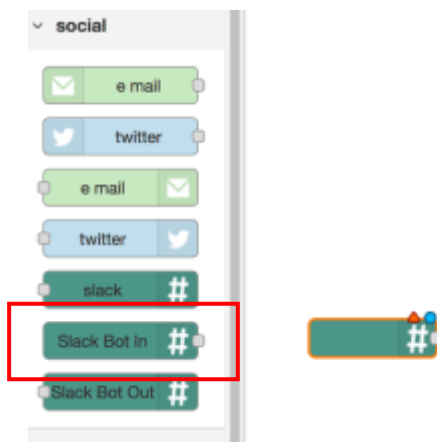 social
e mail
twitter
e mail
twitter
slack
#
Slack Bot In
#
#
Slack Bot Out
#